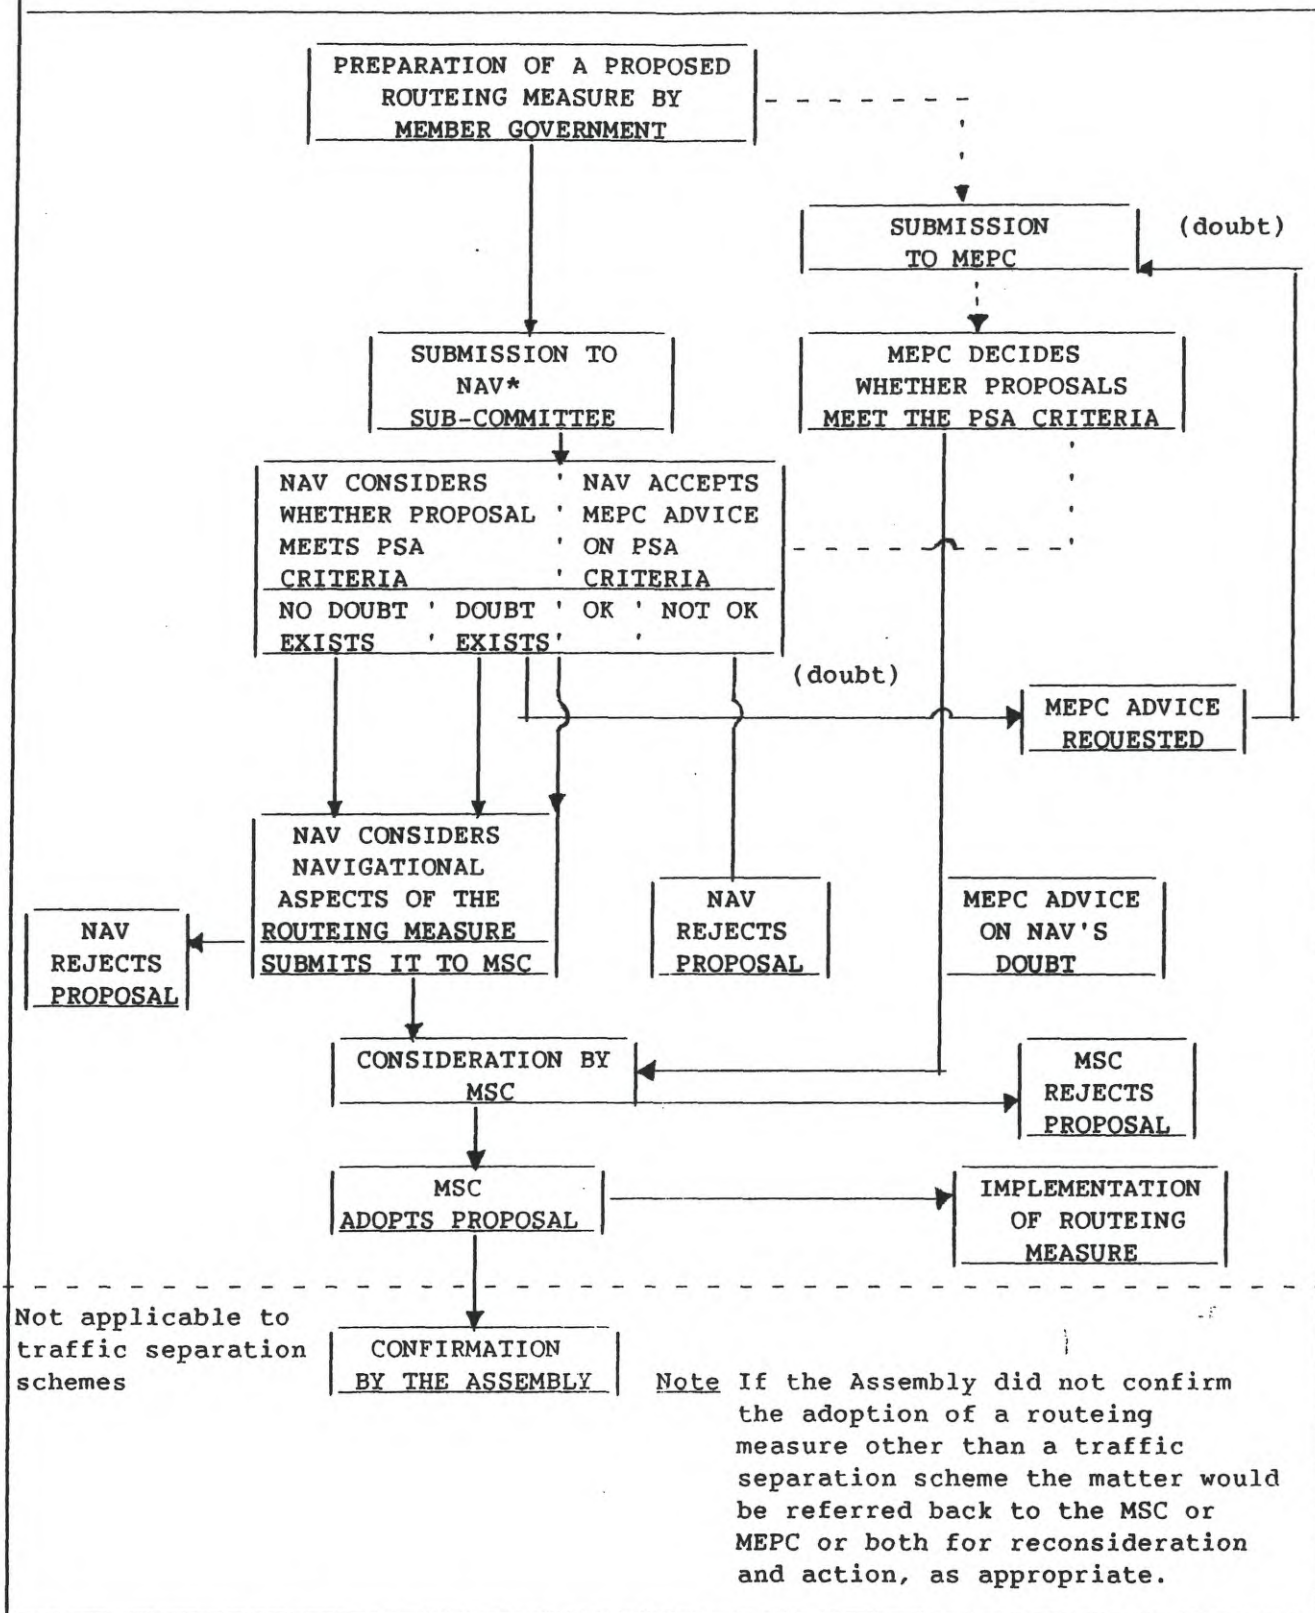 PREPARATION OF A PROPOSED
ROUTEING MEASURE BY
MEMBER GOVERNMENT
SUBMISSION
TO MEPC
(doubt)
SUBMISSION TO
NAV*
SUB-COMMITTEE
MEPC DECIDES
WHETHER PROPOSALS
MEET THE PSA CRITERIA
NAV CONSIDERS
WHETHER PROPOSAL
MEETS PSA
CRITERIA
NAV ACCEPTS
MEPC ADVICE
ON PSA
CRITERIA
NO DOUBT
EXISTS
DOUBT
EXISTS
OK
NOT OK
(doubt)
MEPC ADVICE
REQUESTED
NAV CONSIDERS
NAVIGATIONAL
ASPECTS OF THE
ROUTEING MEASURE
SUBMITS IT TO MSC
NAV
REJECTS
PROPOSAL
NAV
REJECTS
PROPOSAL
MEPC ADVICE
ON NAV'S
DOUBT
CONSIDERATION BY
MSC
MSC
REJECTS
PROPOSAL
MSC
ADOPTS PROPOSAL
IMPLEMENTATION
OF ROUTEING
MEASURE
Not applicable to
traffic separation
schemes
CONFIRMATION
BY THE ASSEMBLY
Note If the Assembly did not confirm
the adoption of a routeing
measure other than a traffic
separation scheme the matter would
be referred back to the MSC or
MEPC or both for reconsideration
and action, as appropriate.